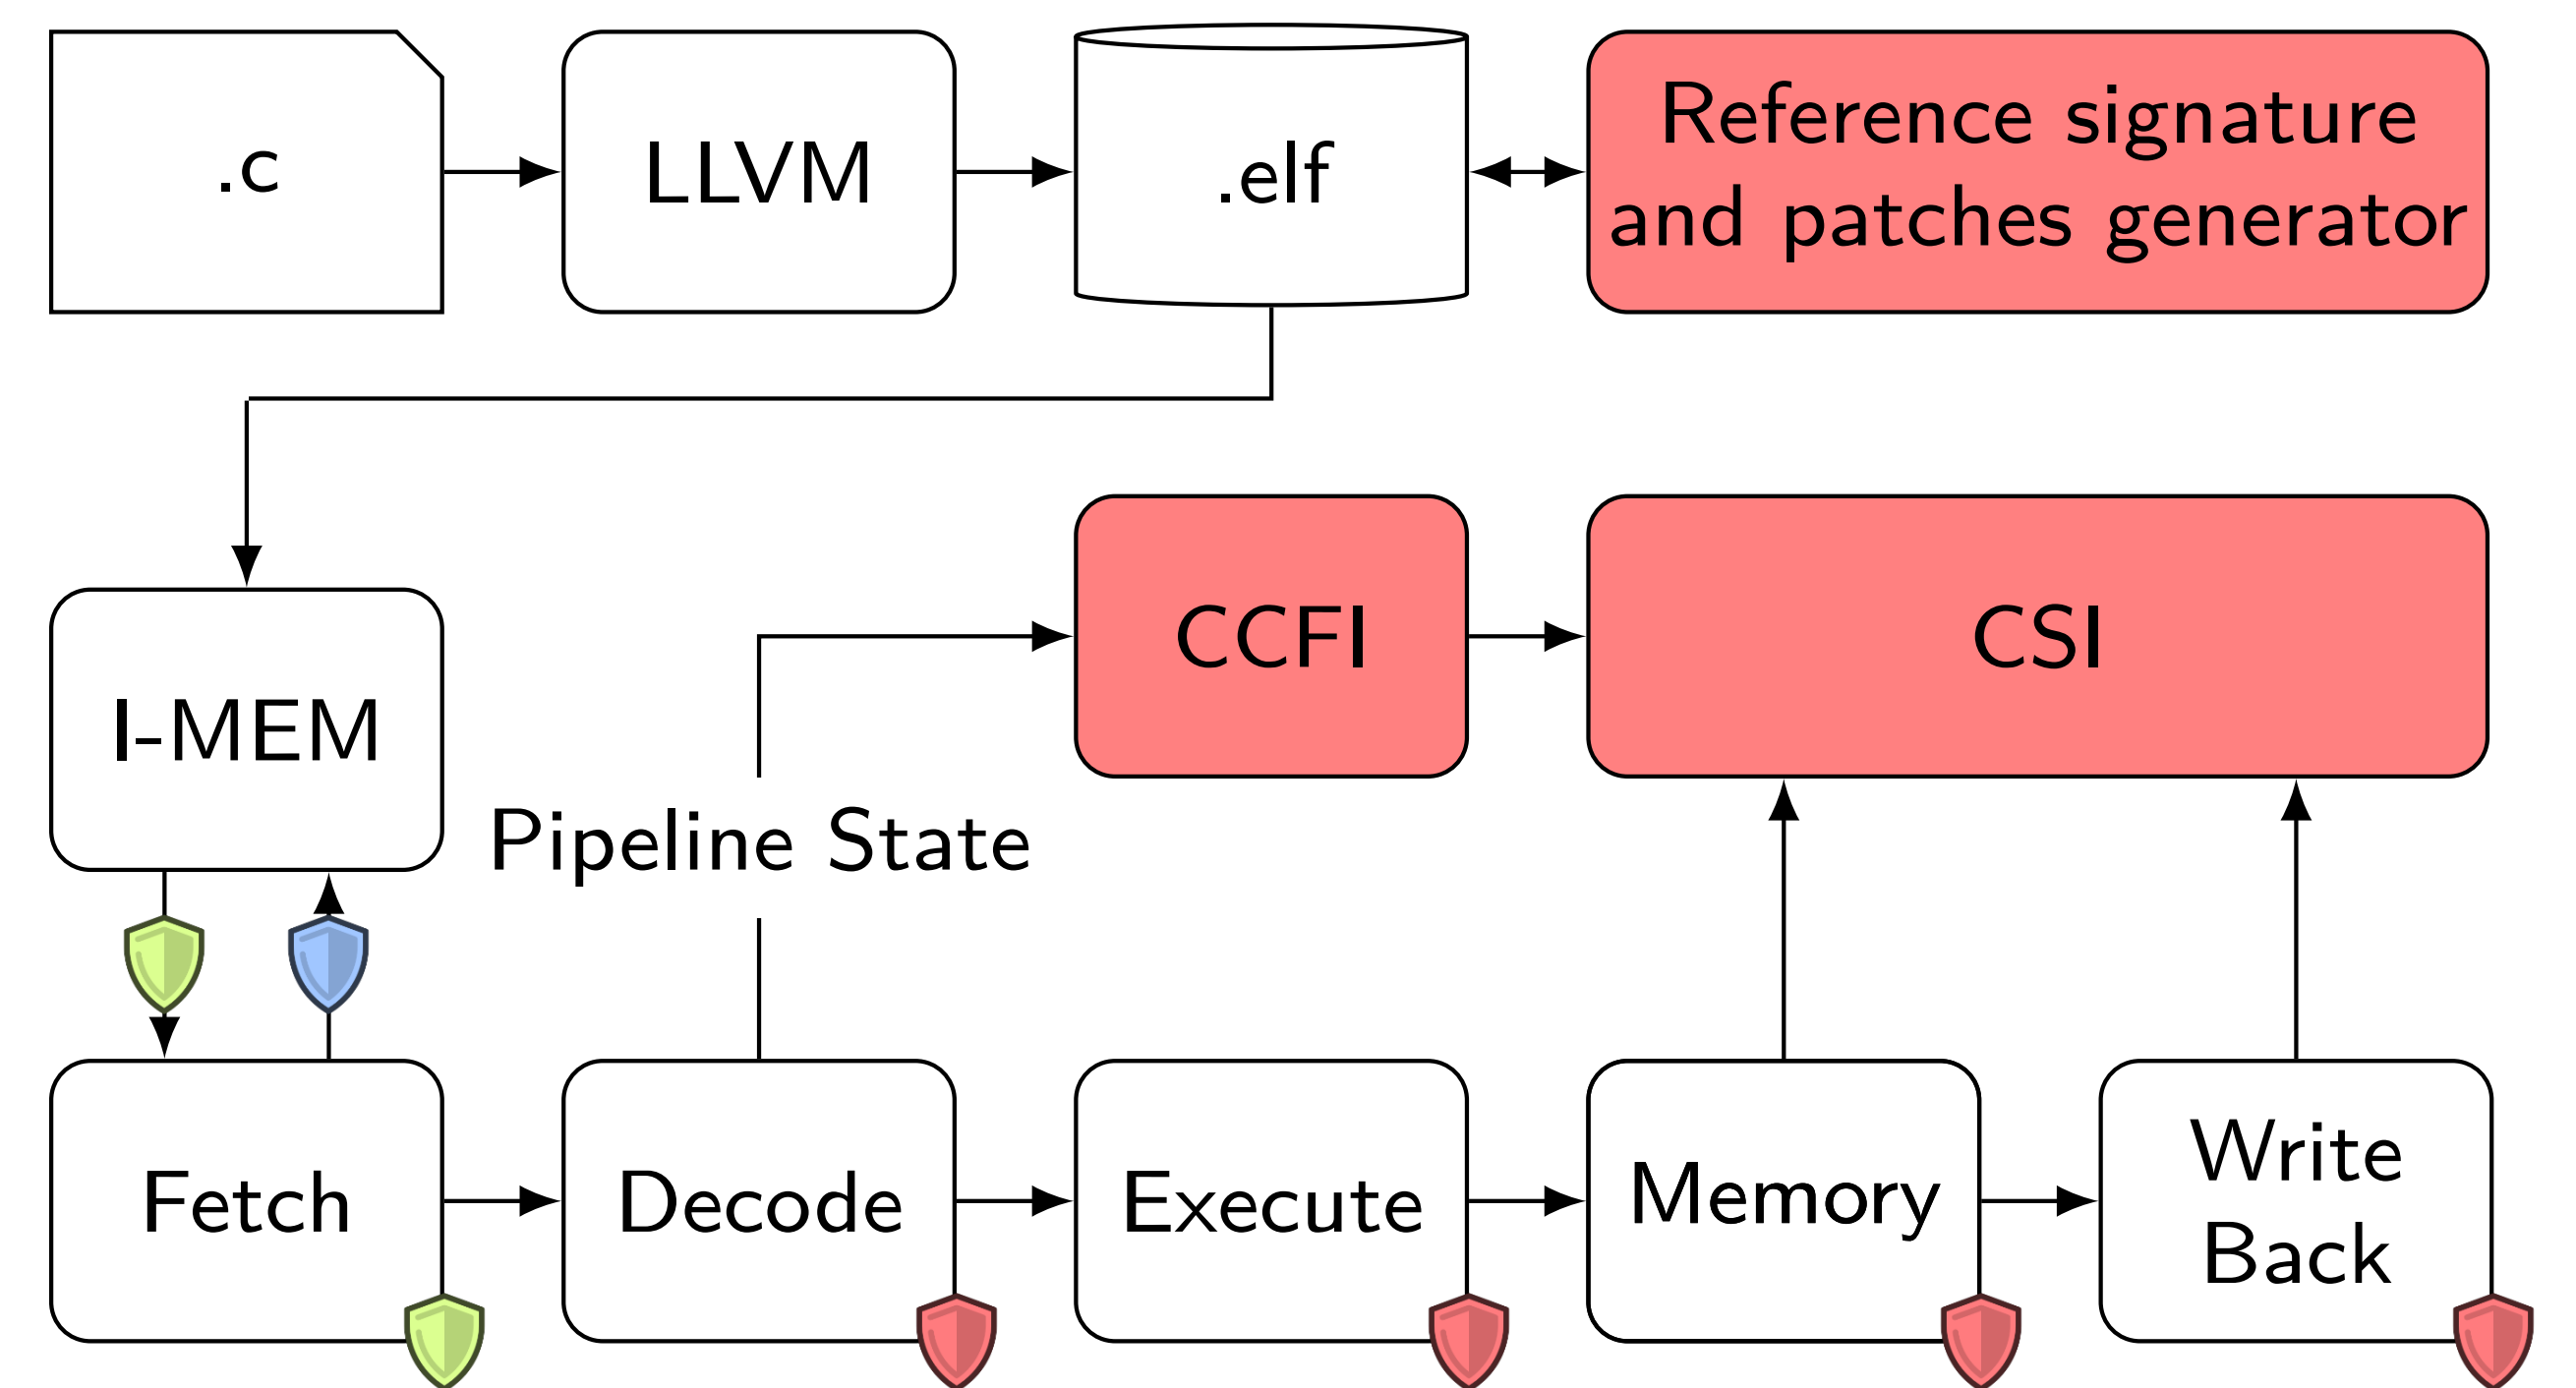 .c
LLVM
.elf
Reference signature
and patches generator
CCFI
CSI
I-MEM
Pipeline State
Fetch
Decode
Execute
Memory
Write
Back